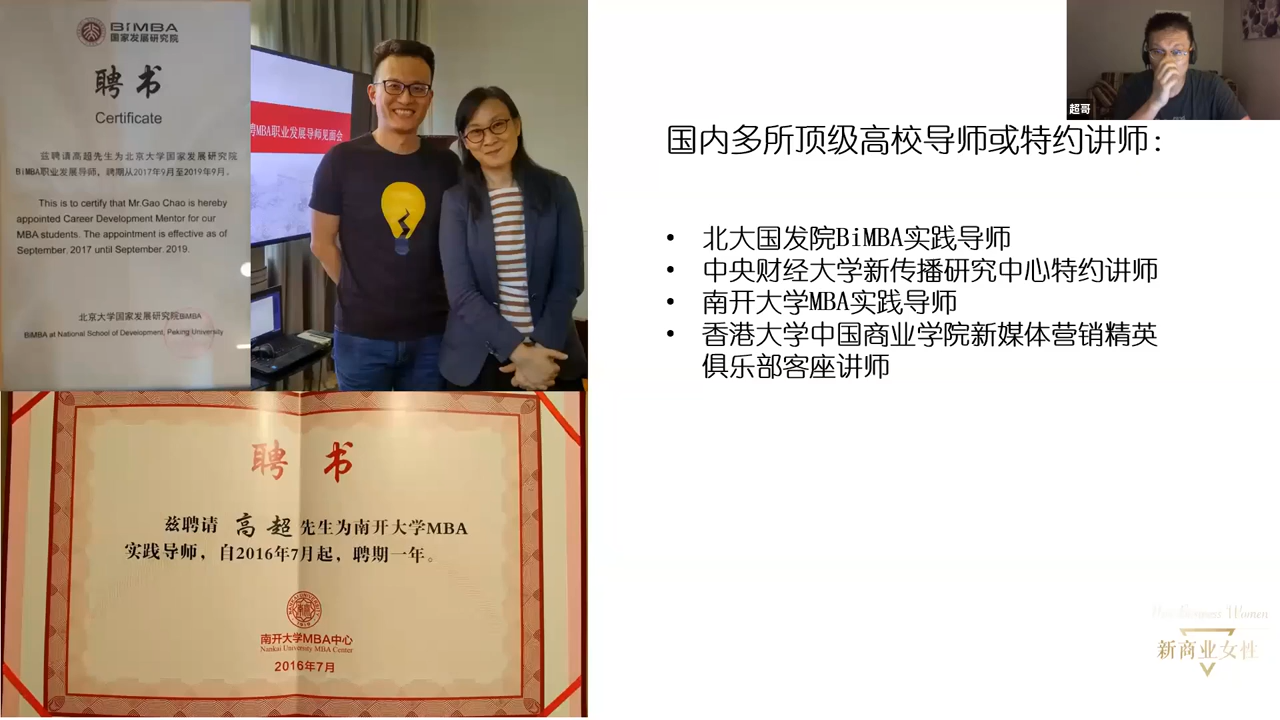 BiMBA
国家发展研究院
聘书
Certificate
兹聘请高超先生为北京大学国家发展研究院
BiMBA职业发展导师，聘期从2017年9月至2019年9月。
This is to certify that Mr.Gao Chao is hereby
appointed Career Development Mentor for our
MBA students. The appointment is effective as of
September. 2017 until September. 2019.
北京大学国家发展研究院BiMBA
BiMBA at National School of Development, Peking University
聘MBA职业发展导师见面会
聘书
兹聘请 高超 先生为南开大学MBA
实践导师，自2016年7月起，聘期一年。
南开大学MBA中心
Nankai University MBA Center
2016年7月
超哥
国内多所顶级高校导师或特约讲师：
• 北大国发院BiMBA实践导师
• 中央财经大学新传播研究中心特约讲师
• 南开大学MBA实践导师
• 香港大学中国商业学院新媒体营销精英
俱乐部客座讲师
New Business Women
新商业女性